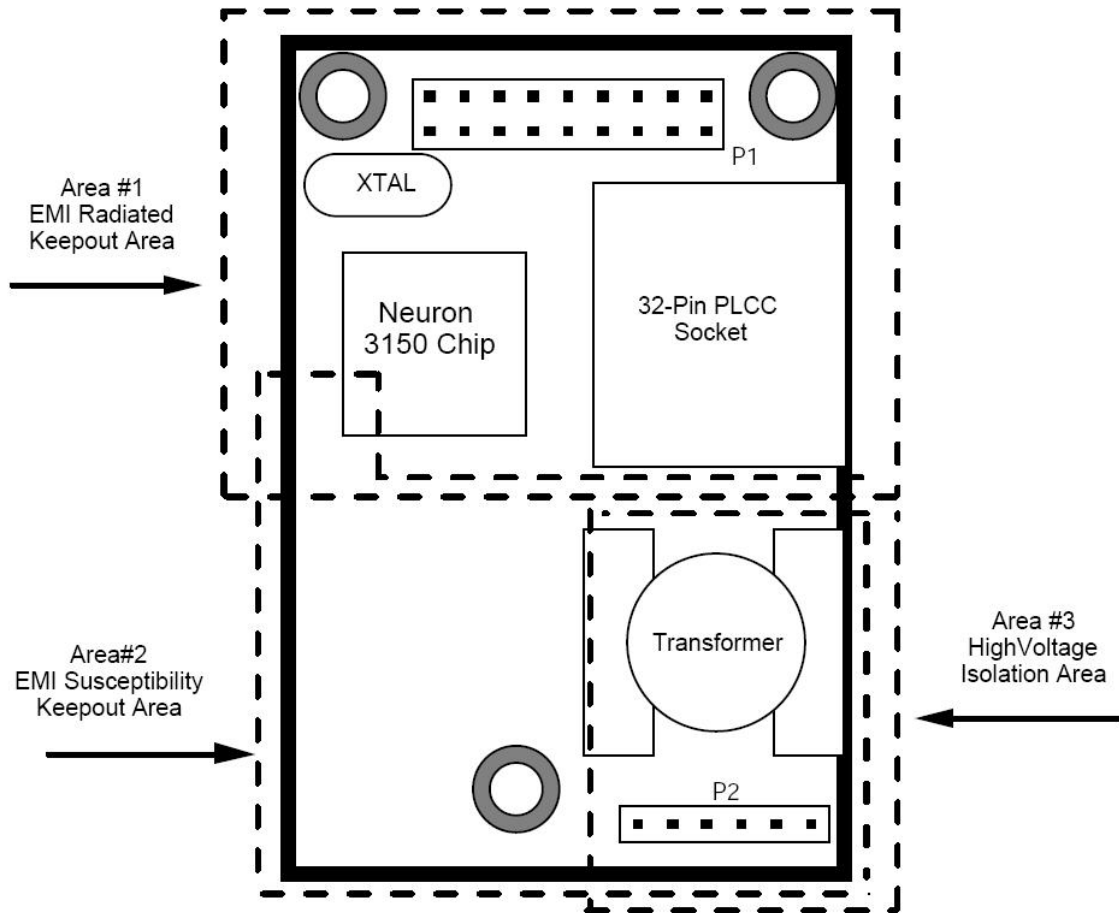 P1
XTAL
Area #1
EMI Radiated
Keepout Area
Neuron
3150 Chip
32-Pin PLCC
Socket
Area#2
EMI Susceptibility
Keepout Area
Transformer
Area #3
HighVoltage
Isolation Area
P2